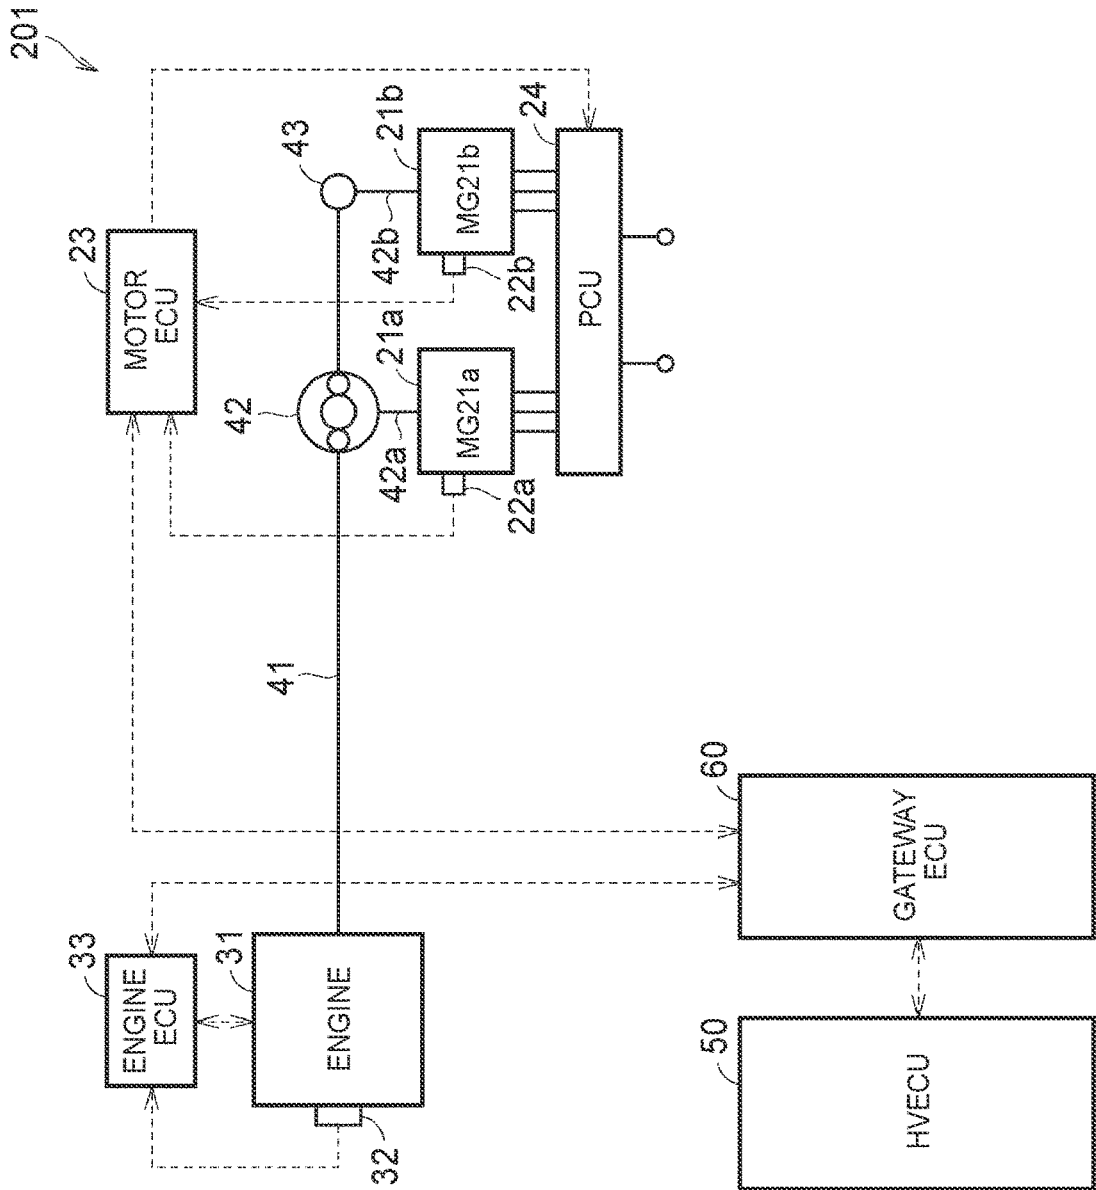 201
33
ENGINE
ECU
31
ENGINE
32
41
42
23
MOTOR
ECU
43
42a
21a
MG21a
22a
42b
21b
MG21b
22b
24
PCU
50
HVECU
60
GATEWAY
ECU